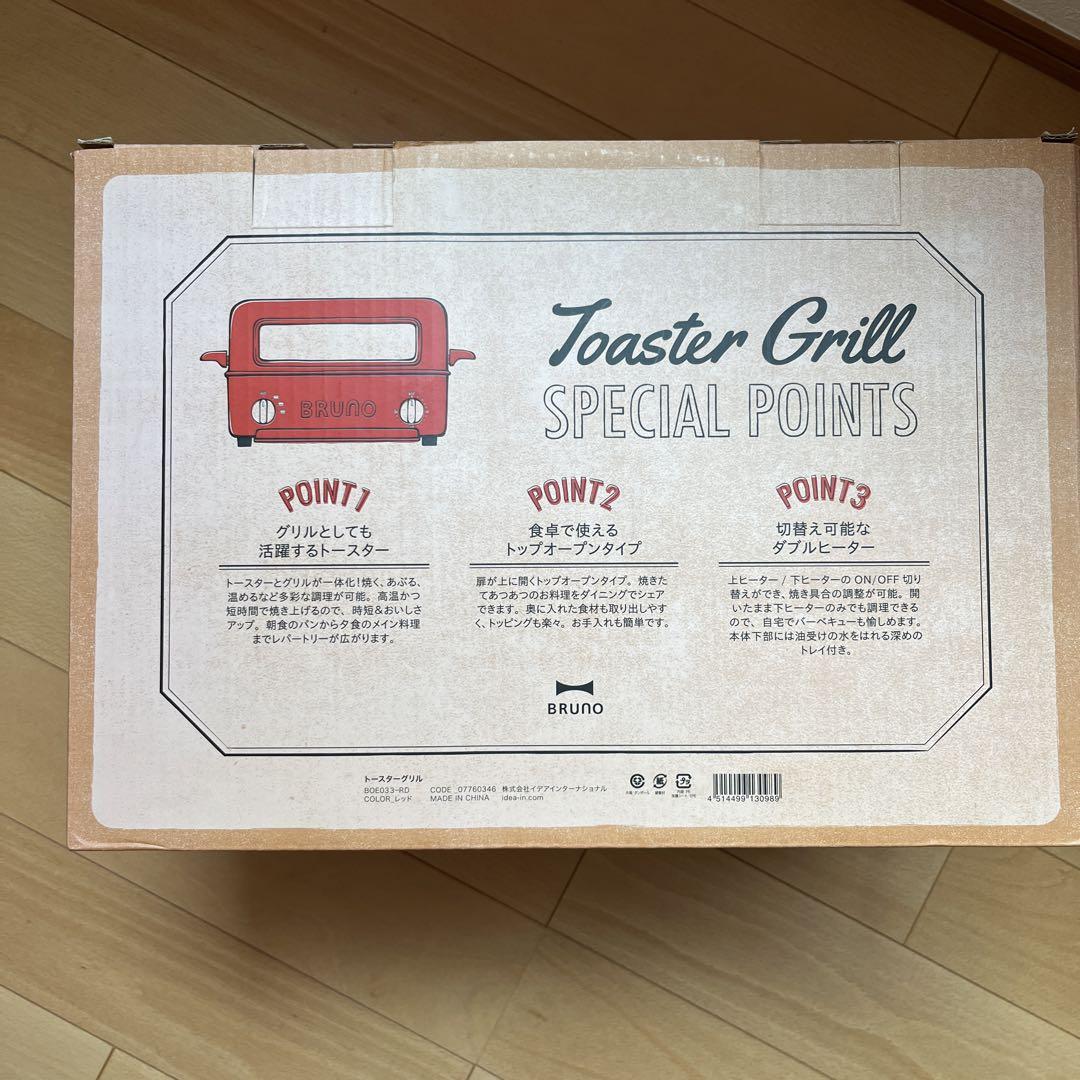 BRUNO
Toaster Grill
SPECIAL POINTS
POINT1
グリルとしても
活躍するトースター
トースターとグリルが一体化!焼く、あぶる、
温めるなど多彩な調理が可能。高温かつ
短時間で焼き上げるので、時短&おいしさ
アップ。朝食のパンから夕食のメイン料理
までレパートリーが広がります。
POINT2
食卓で使える
トップオープンタイプ
扉が上に開くトップオープンタイプ。焼きた
てあつあつのお料理をダイニングでシェア
できます。奥に入れた食材も取り出しやす
く、トッピングも楽々。お手入れも簡単です。
POINT3
切替え可能な
ダブルヒーター
上ヒーター/下ヒーターの ON/OFF 切り
替えができ、焼き具合の調整が可能。開
いたまま下ヒーターのみでも調理できる
ので、自宅でバーベキューも愉しめます。
本体下部には油受けの水をはれる深めの
トレイ付き。
BRUNO
トースターグリル
BOE033-RD CODE_07760346 株式会社イデアインターナショナル
COLOR_レッド MADE IN CHINA idea-in.com
紙
プラ
4 514499 130989